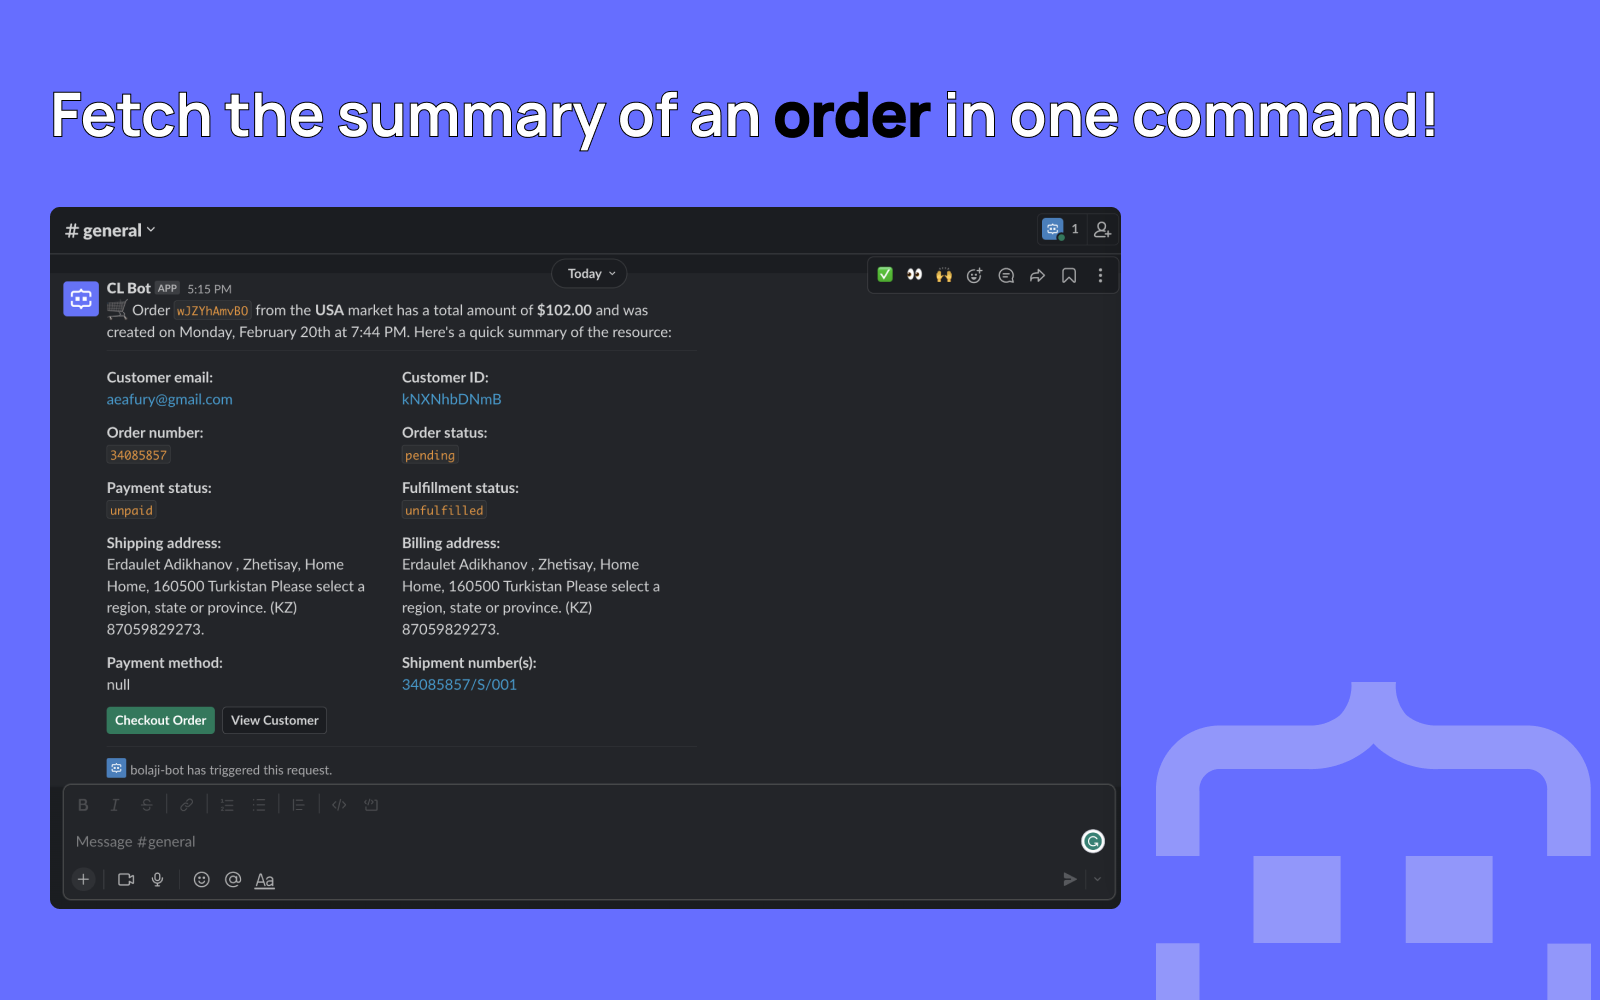 Fetch the summary of an order in one command!
# general
1
Today
CL Bot APP 5:15 PM
Order wJZYhAmvBO from the USA market has a total amount of $102.00 and was
created on Monday, February 20th at 7:44 PM. Here's a quick summary of the resource:
Customer email:
aeafury@gmail.com
Customer ID:
kNXNhbDNmB
Order number:
34085857
Order status:
pending
Payment status:
unpaid
Fulfillment status:
unfulfilled
Shipping address:
Erdaulet Adikhanov , Zhetisay, Home
Home, 160500 Turkistan Please select a
region, state or province. (KZ)
87059829273.
Billing address:
Erdaulet Adikhanov , Zhetisay, Home
Home, 160500 Turkistan Please select a
region, state or province. (KZ)
87059829273.
Payment method:
null
Shipment number(s):
34085857/S/001
Checkout Order
View Customer
bolaji-bot has triggered this request.
B I S
Message #general
Aa